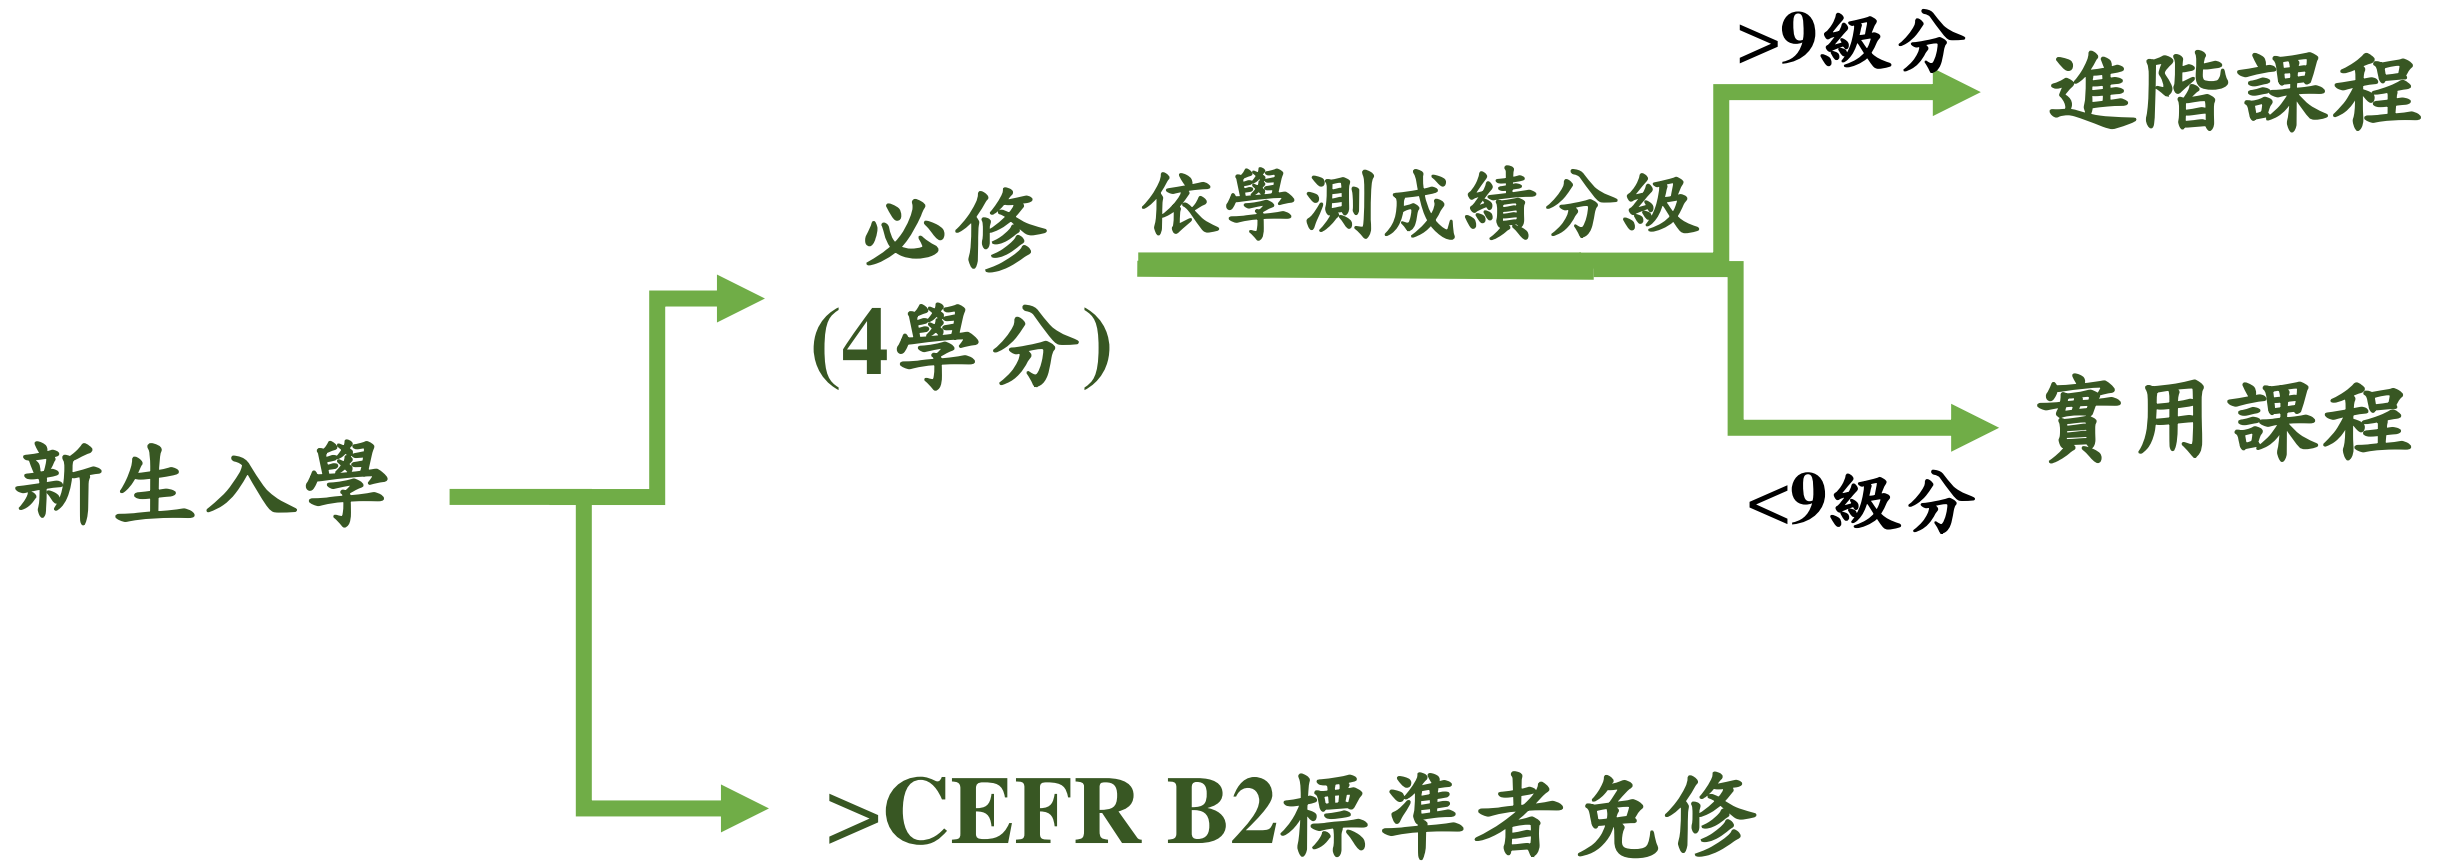 新生入學
必修
(4學分)
依學測成績分級
>9級分
進階課程
實用課程
<9級分
>CEFR B2標準者免修